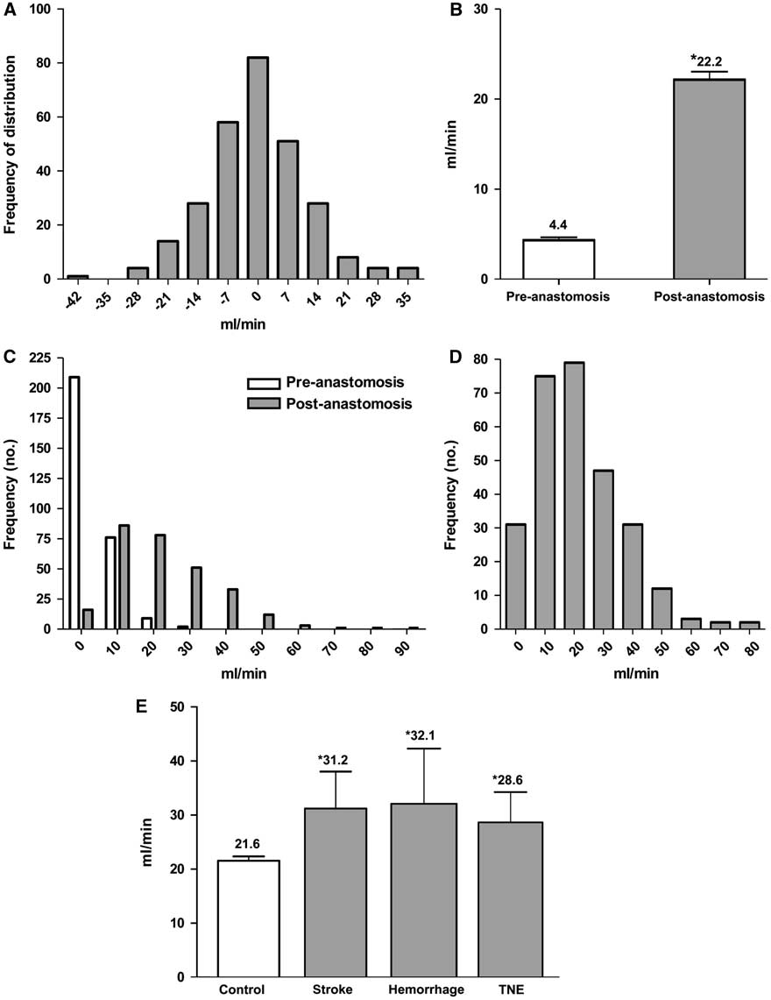 A
Frequency of distribution
100
80
60
40
20
0
-42 -35 -28 -21 -14 -7 0 7 14 21 28 35
ml/min
B
ml/min
30
20
10
0
4.4
*22.2
Pre-anastomosis Post-anastomosis
C
Frequency (no.)
225
200
175
150
125
100
75
50
25
0
Pre-anastomosis
Post-anastomosis
0 10 20 30 40 50 60 70 80 90
ml/min
D
Frequency (no.)
80
70
60
50
40
30
20
10
0
0 10 20 30 40 50 60 70 80
ml/min
E
ml/min
50
40
30
20
10
0
21.6
*31.2
*32.1
*28.6
Control Stroke Hemorrhage TNE